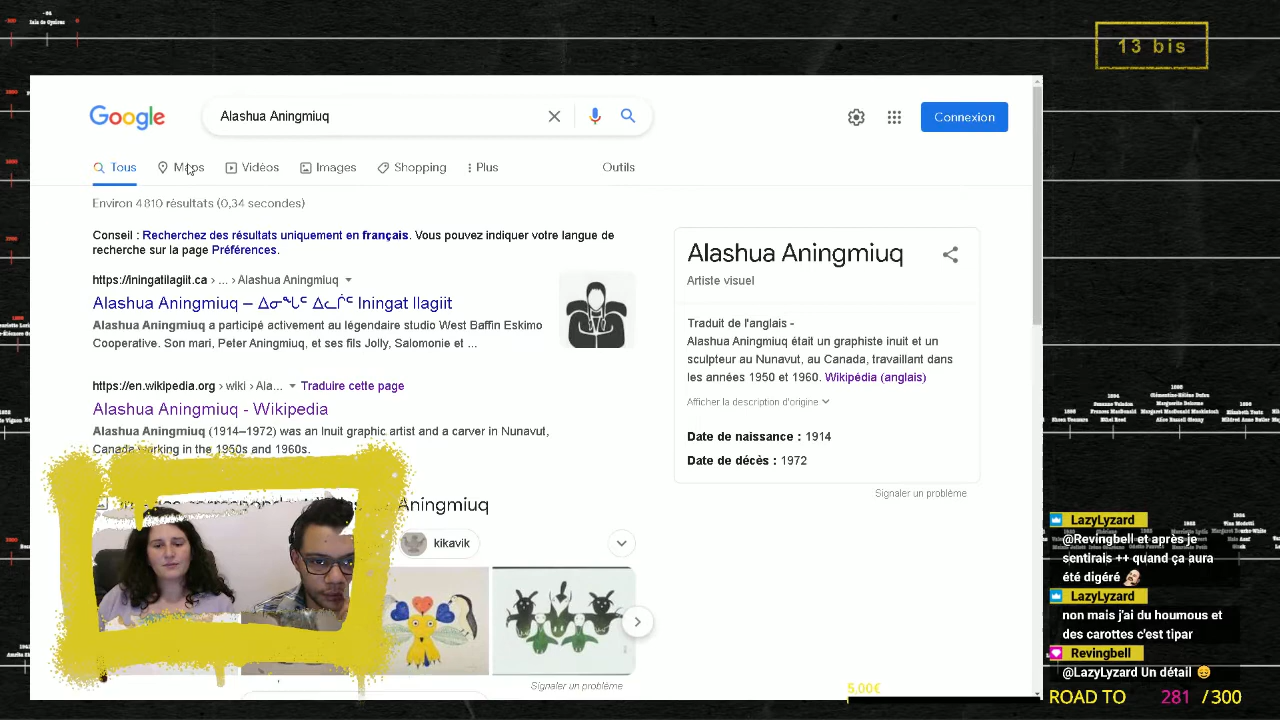 13 bis
Google
Alashua Aningmiuq
Connexion
Tous
Maps
Vidéos
Images
Shopping
Plus
Outils
Environ 4 810 résultats (0,34 secondes)
Conseil : Recherchez des résultats uniquement en français. Vous pouvez indiquer votre langue de
recherche sur la page Préférences.
https://iningatilagiit.ca › ... › Alashua Aningmiuq
Alashua Aningmiuq – ᐃᓂᖓᑦ ᐃᓚᒌᑦ Iningat Ilagiit
Alashua Aningmiuq a participé activement au légendaire studio West Baffin Eskimo
Cooperative. Son mari, Peter Aningmiuq, et ses fils Jolly, Salomonie et ...
https://en.wikipedia.org › wiki › Ala... Traduire cette page
Alashua Aningmiuq - Wikipedia
Alashua Aningmiuq (1914–1972) was an Inuit graphic artist and a carver in Nunavut,
Canada working in the 1950s and 1960s.
Aningmiuq
kikavik
Signaler un problème
Alashua Aningmiuq
Artiste visuel
Traduit de l'anglais -
Alashua Aningmiuq était un graphiste inuit et un
sculpteur au Nunavut, au Canada, travaillant dans
les années 1950 et 1960. Wikipédia (anglais)
Afficher la description d'origine
Date de naissance : 1914
Date de décès : 1972
Signaler un problème
LazyLyzard
@Revingbell et après je
sentirais ++ quand ça aura
été digéré
LazyLyzard
non mais j'ai du houmous et
des carottes c'est tipar
Revingbell
@LazyLyzard Un détail
5,00€
ROAD TO 281 /300